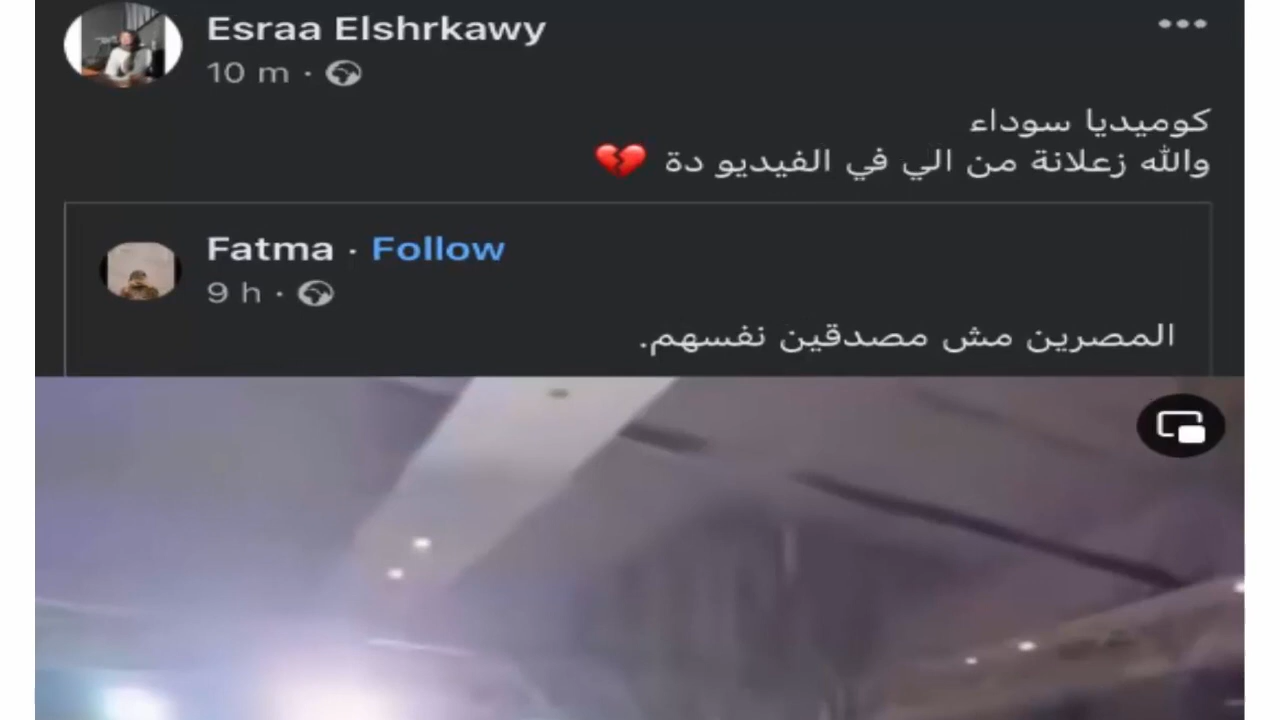 Esraa Elshrkawy
10 m ·
كوميديا سوداء
والله زعلانة من الي في الفيديو دة 💔
Fatma · Follow
9 h ·
المصرين مش مصدقين نفسهم.